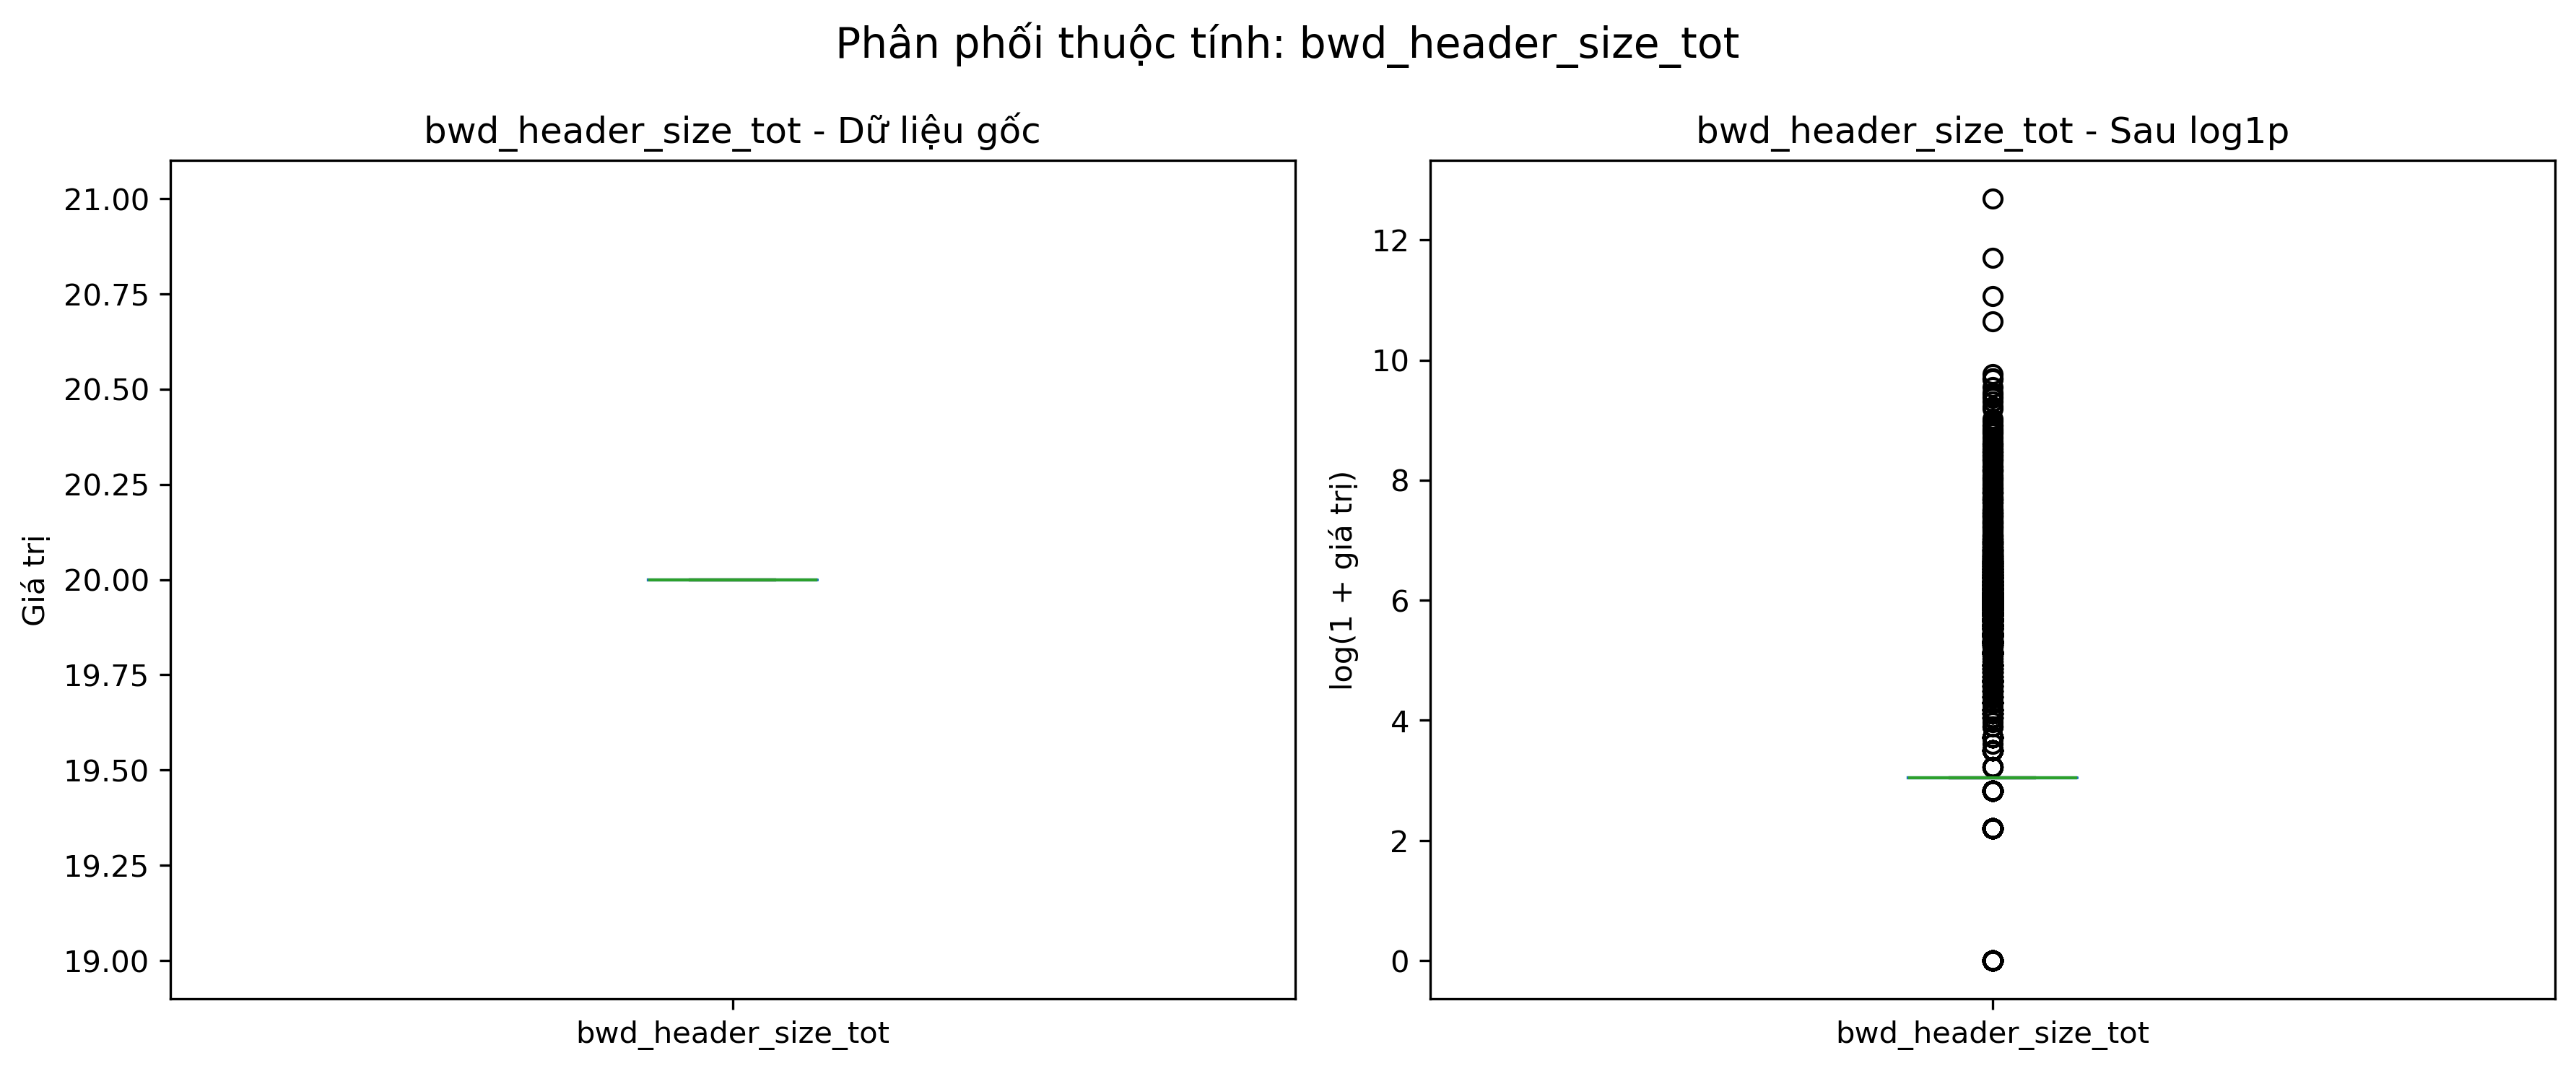 Phân phối thuộc tính: bwd_header_size_tot
bwd_header_size_tot - Dữ liệu gốc
Giá trị
21.00
20.75
20.50
20.25
20.00
19.75
19.50
19.25
19.00
bwd_header_size_tot
bwd_header_size_tot - Sau log1p
log(1 + giá trị)
12
10
8
6
4
2
0
bwd_header_size_tot